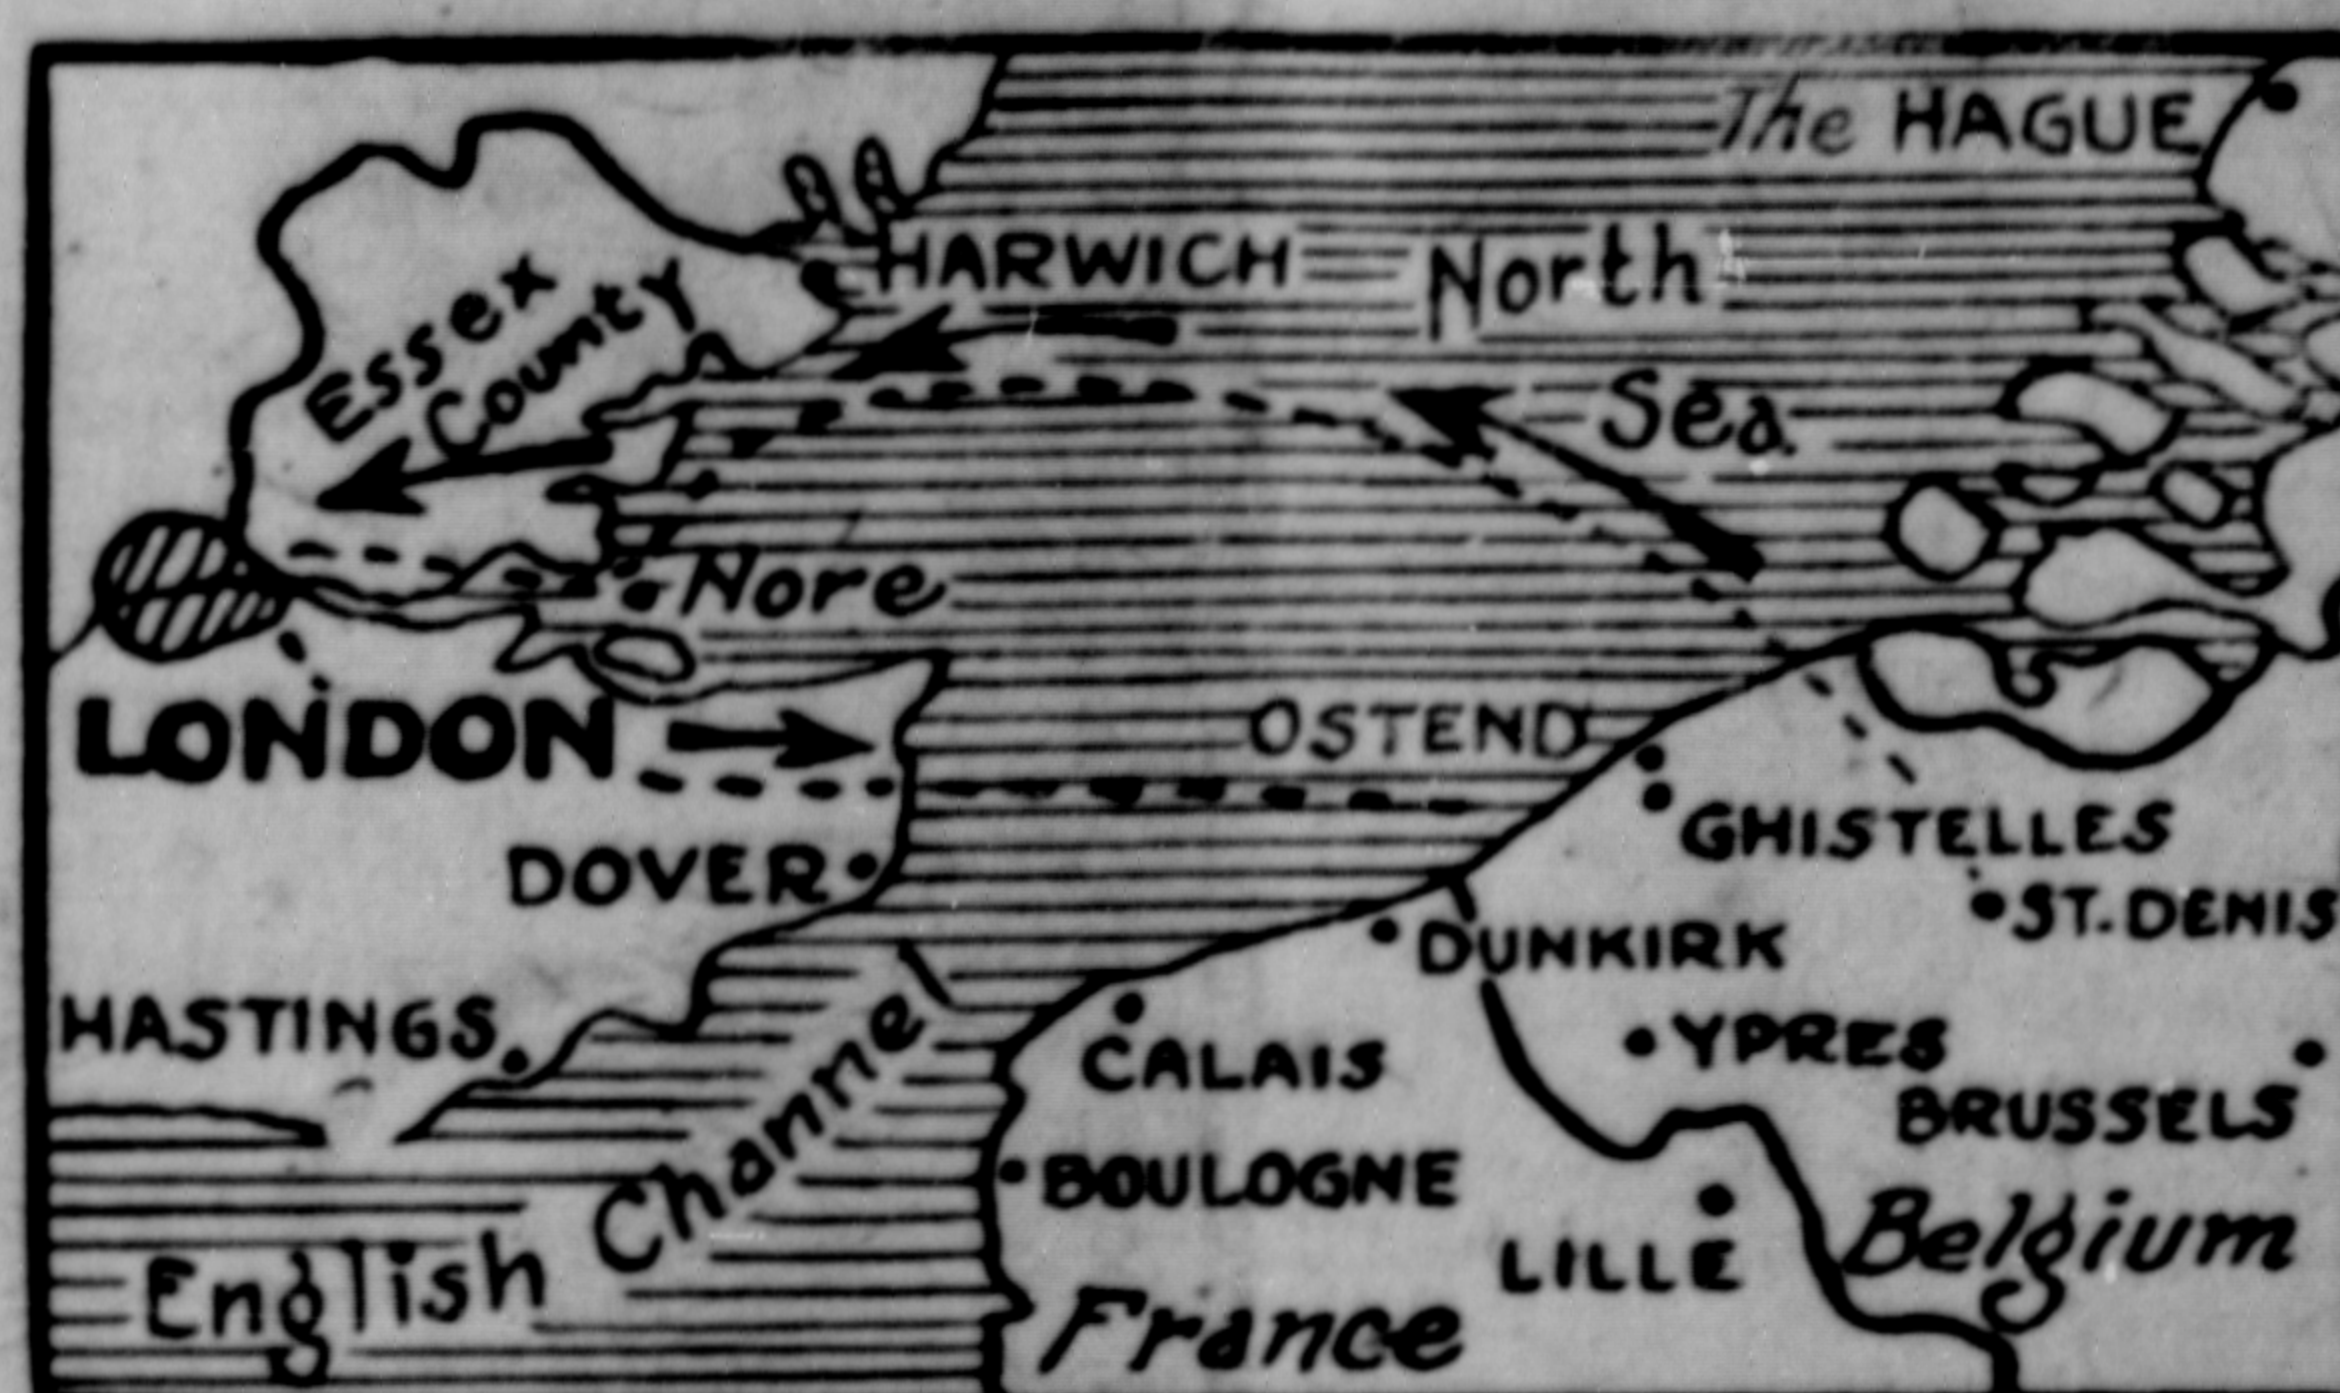 The HAGUE
HARWICH
North
Sea.
Essex
County
Nore
LONDON
OSTEND
GHISTELLES
DOVER
ST. DENIS
DUNKIRK
HASTINGS
YPRES
CALAIS
BRUSSELS
BOULOGNE
English Channel
LILLE
Belgium
France